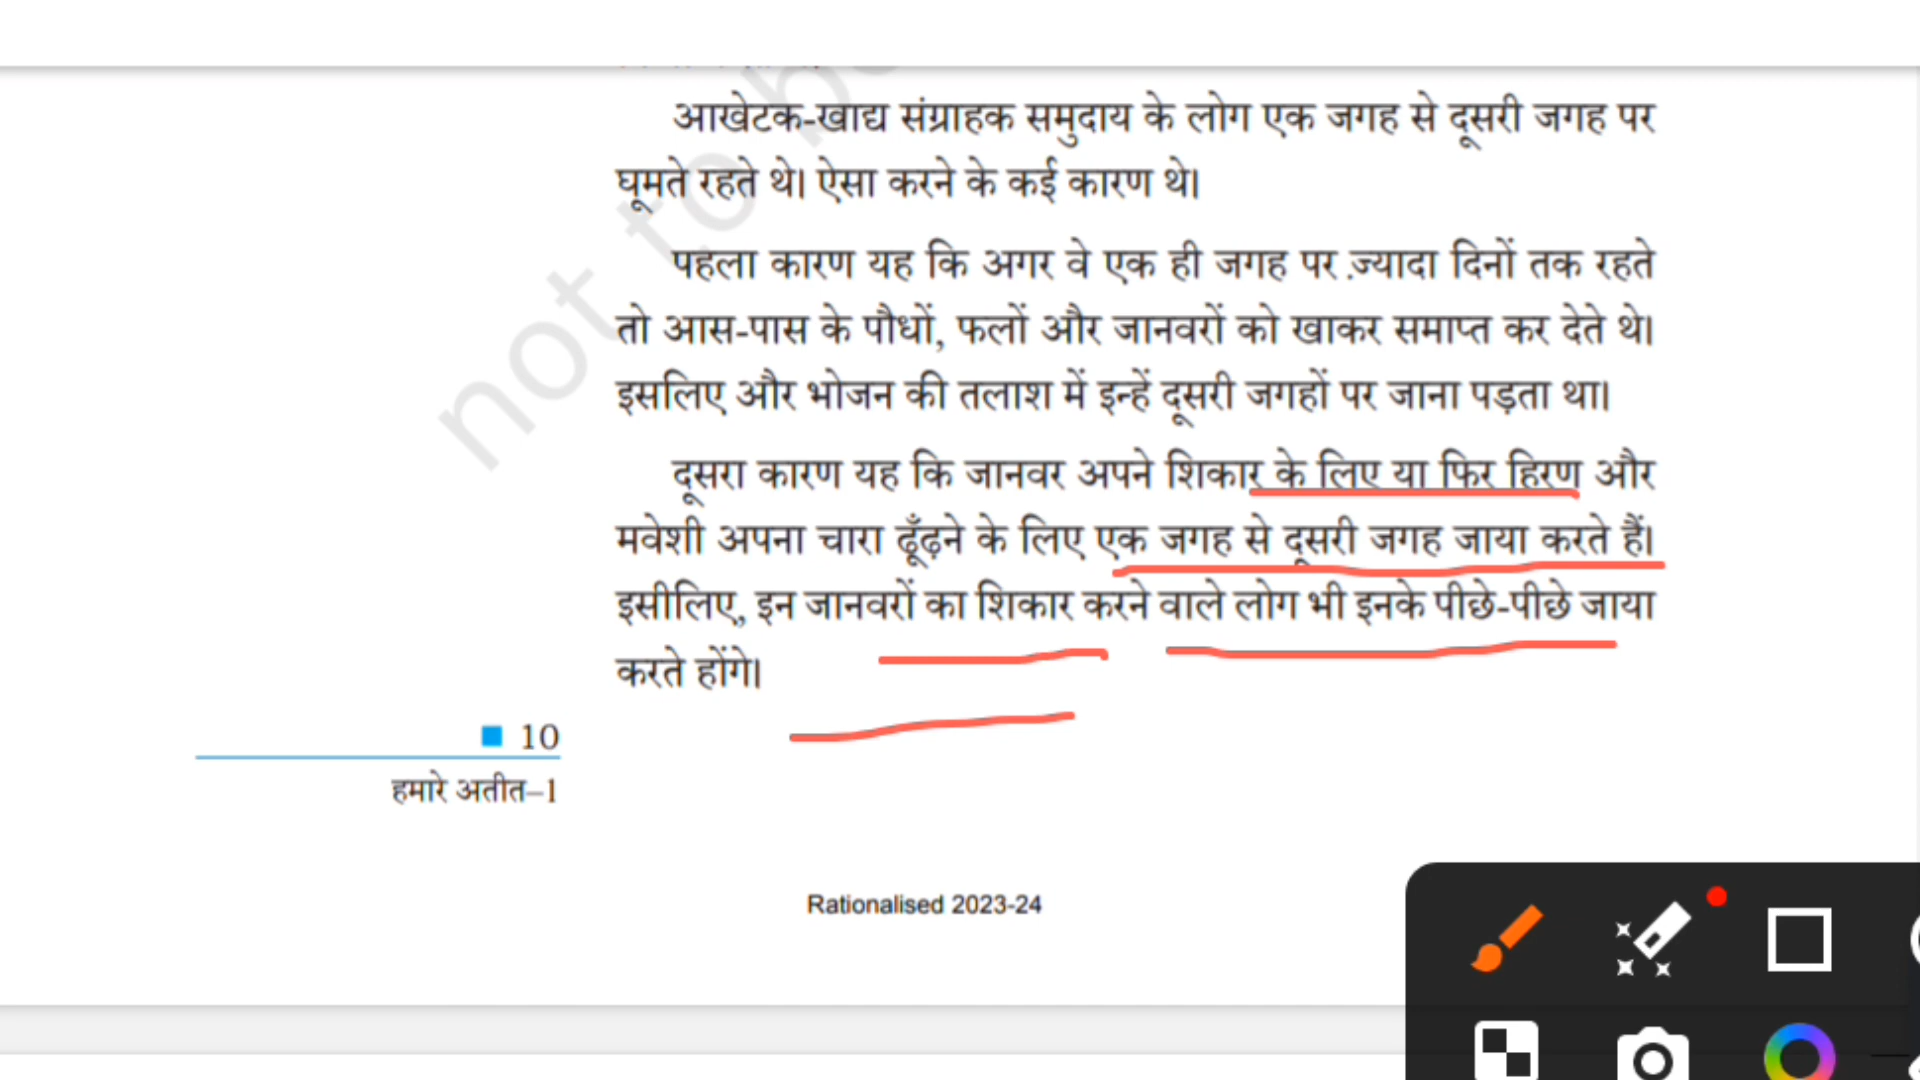 आखेटक-खाद्य संग्राहक समुदाय के लोग एक जगह से दूसरी जगह पर
घूमते रहते थे। ऐसा करने के कई कारण थे।
पहला कारण यह कि अगर वे एक ही जगह पर ज़्यादा दिनों तक रहते
तो आस-पास के पौधों, फलों और जानवरों को खाकर समाप्त कर देते थे।
इसलिए और भोजन की तलाश में इन्हें दूसरी जगहों पर जाना पड़ता था।
दूसरा कारण यह कि जानवर अपने शिकार के लिए या फिर हिरण और
मवेशी अपना चारा ढूँढ़ने के लिए एक जगह से दूसरी जगह जाया करते हैं।
इसीलिए, इन जानवरों का शिकार करने वाले लोग भी इनके पीछे-पीछे जाया
करते होंगे।
10
हमारे अतीत–1
Rationalised 2023-24
not to